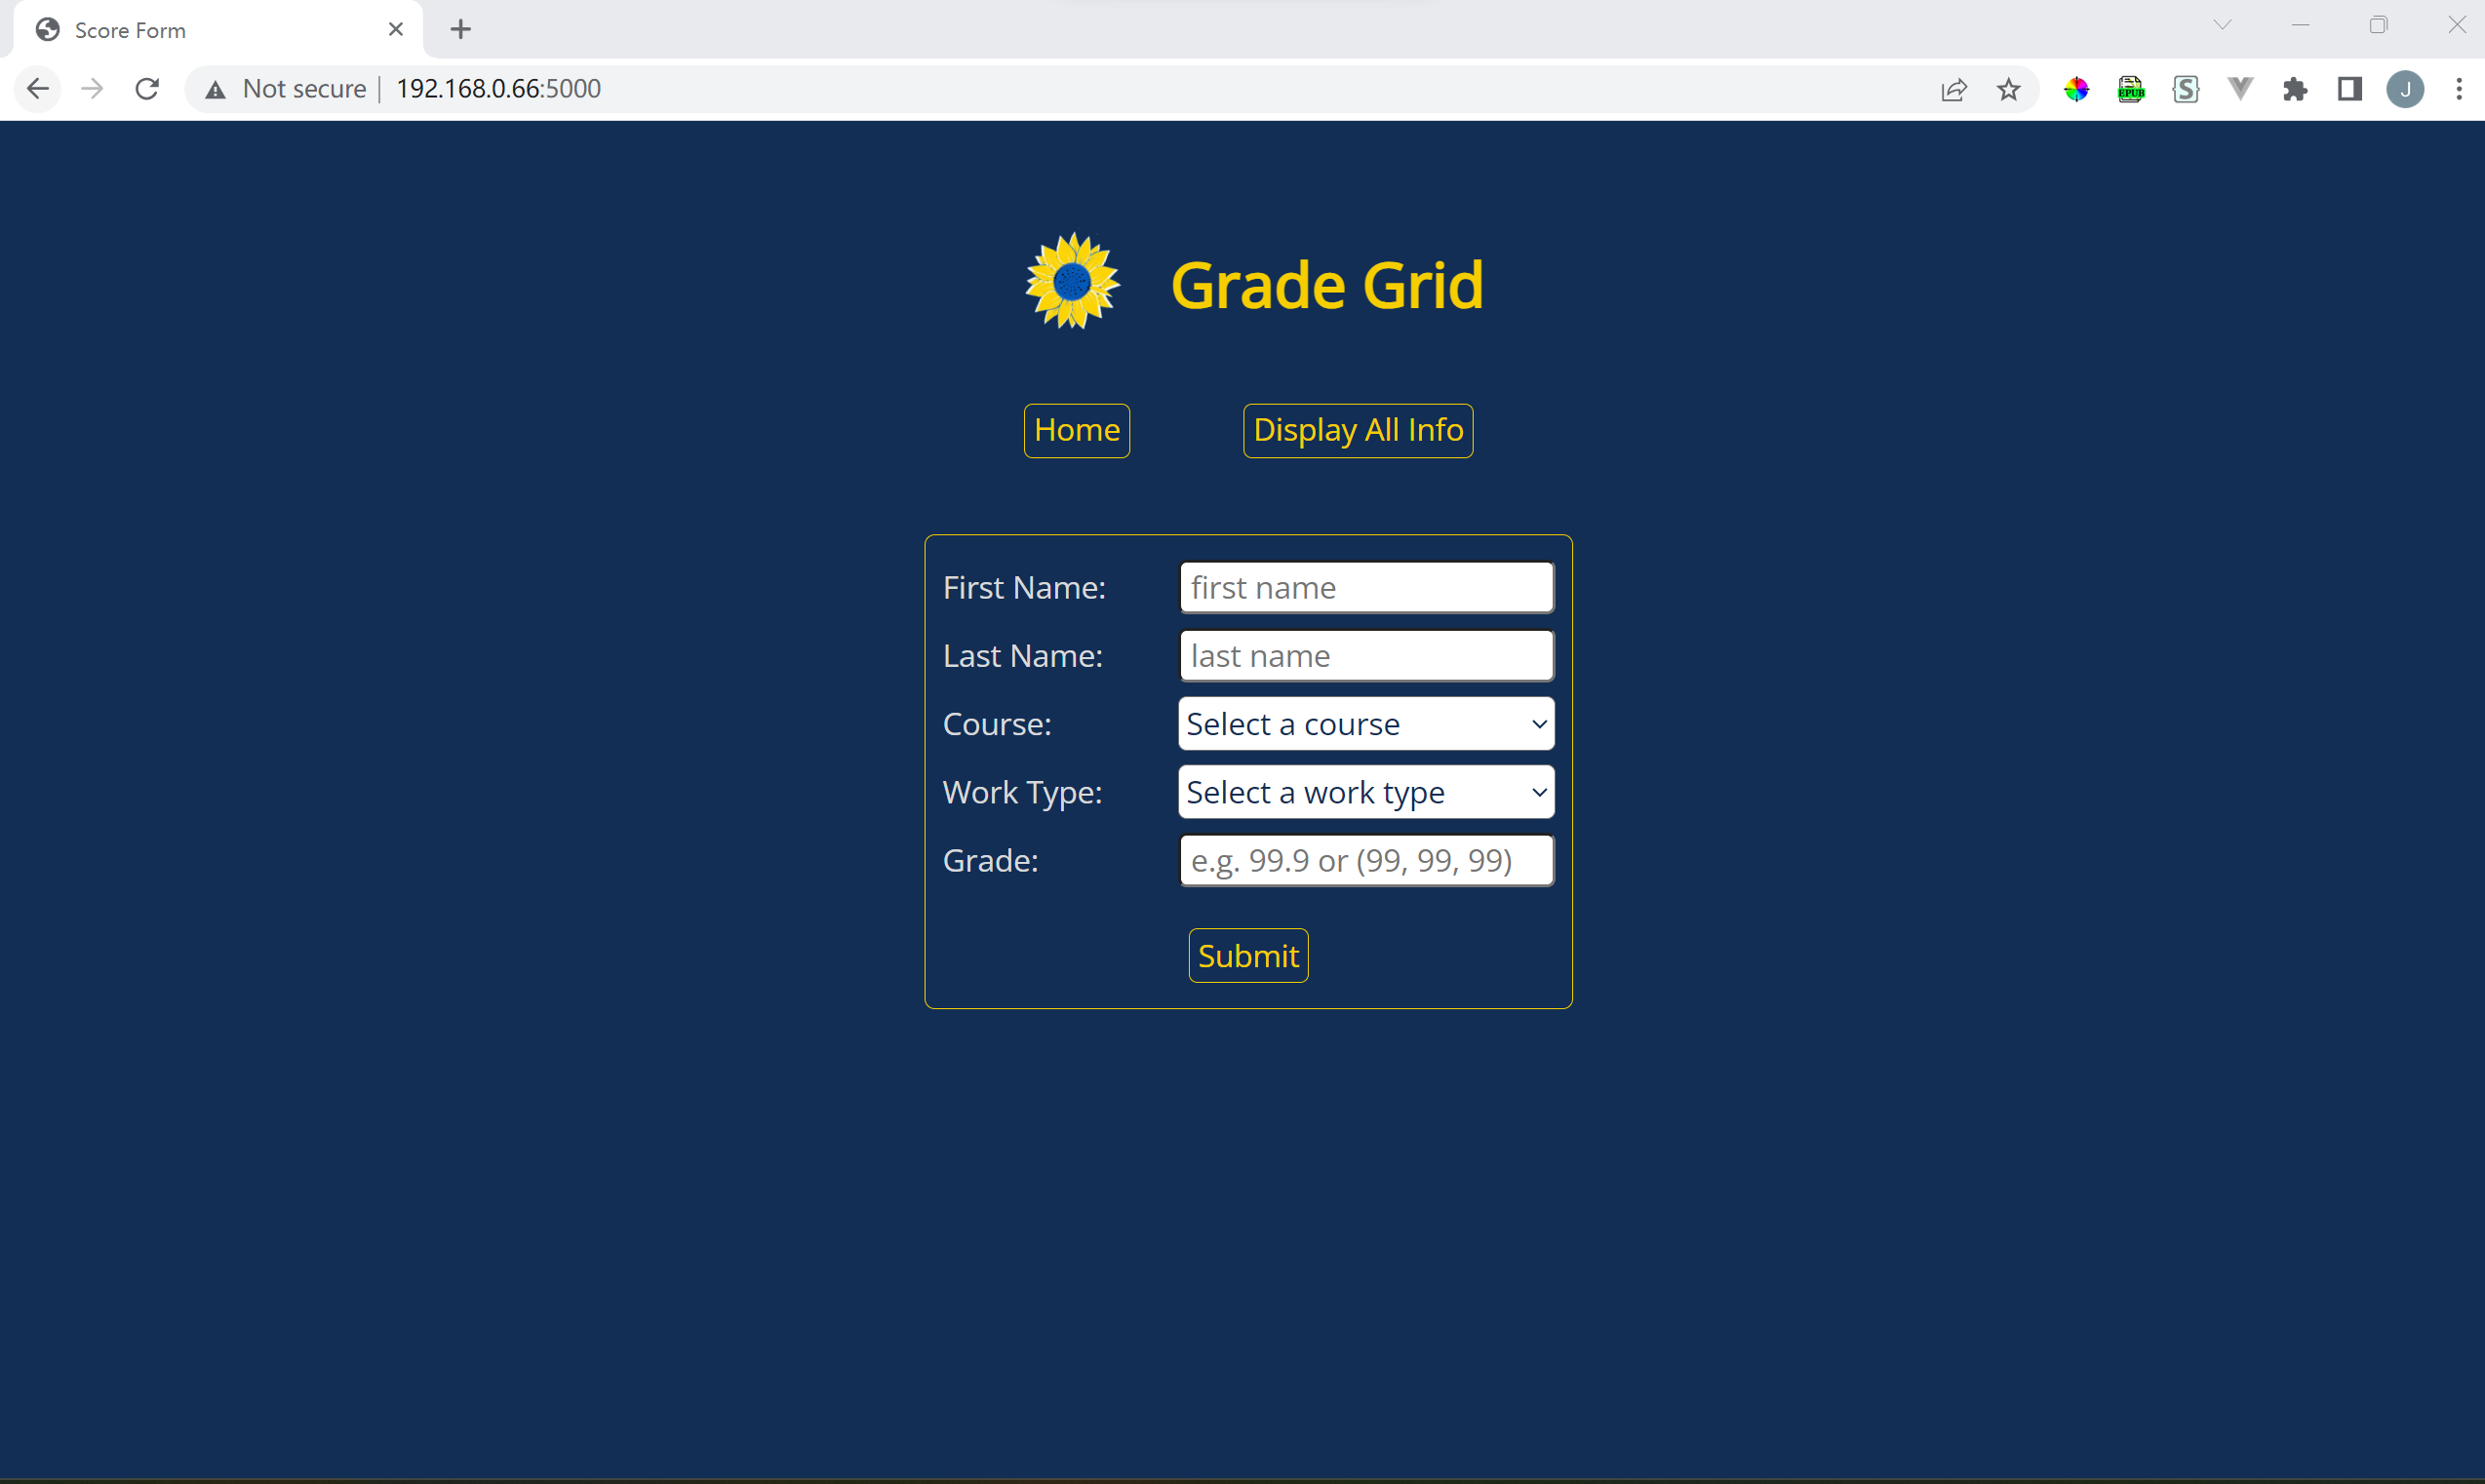 Score Form
Not secure 192.168.0.66:5000
EPUB
S
J
Grade Grid
Home
Display All Info
First Name: first name
Last Name: last name
Course: Select a course
Work Type: Select a work type
Grade: e.g. 99.9 or (99, 99, 99)
Submit